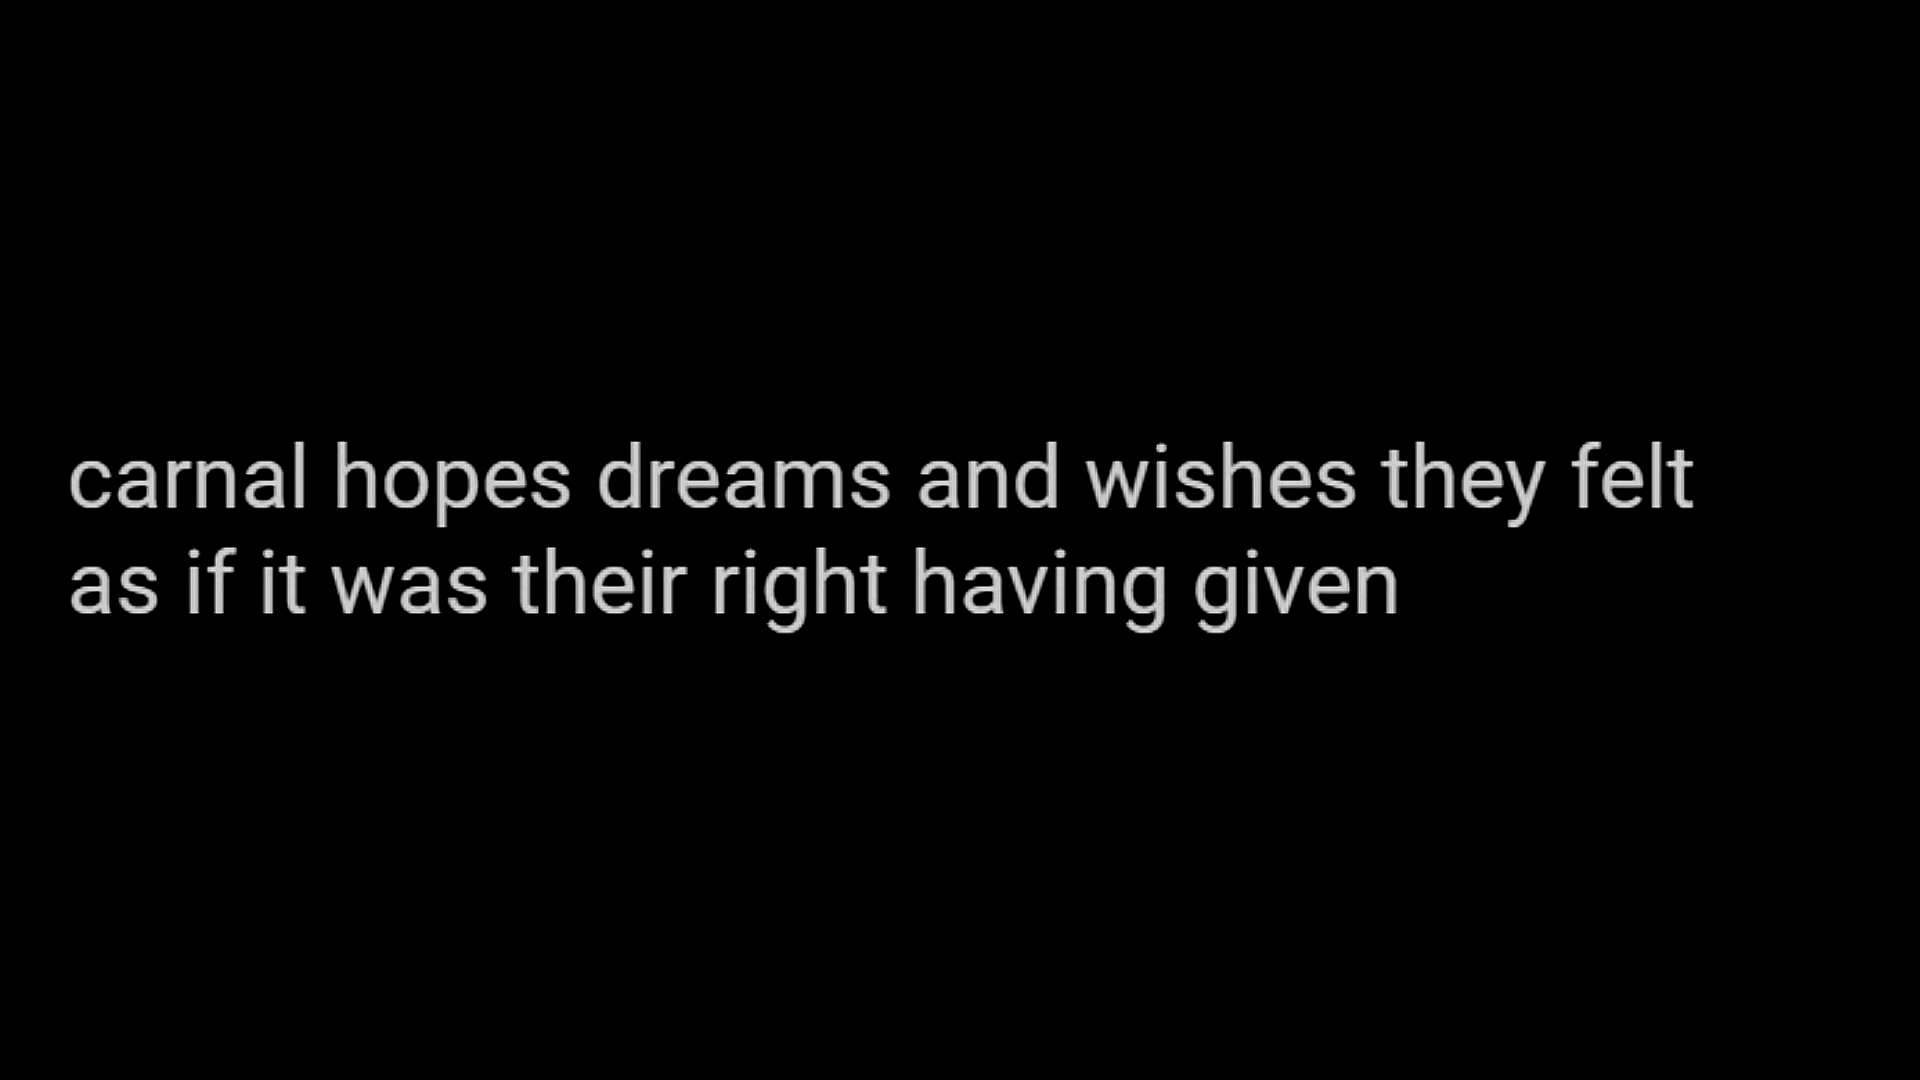 carnal hopes dreams and wishes they felt
as if it was their right having given